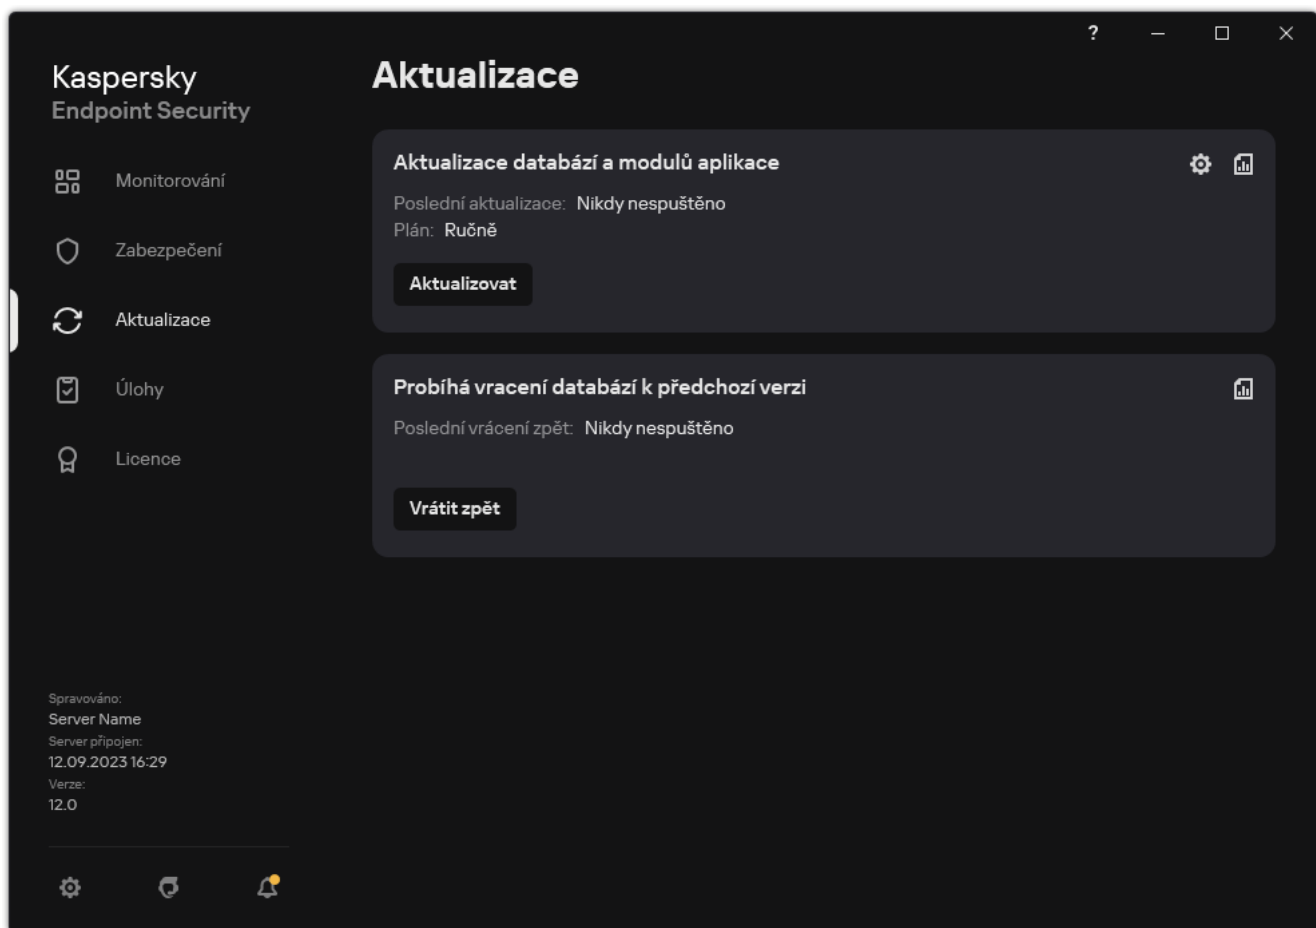 ?
Kaspersky
Endpoint Security
Monitorování
Zabezpečení
Aktualizace
Úlohy
Licence
Spravováno:
Server Name
Server připojen:
12.09.2023 16:29
Verze:
12.0
Aktualizace
Aktualizace databází a modulů aplikace
Poslední aktualizace: Nikdy nespuštěno
Plán: Ručně
Aktualizovat
Probíhá vracení databází k předchozí verzi
Poslední vrácení zpět: Nikdy nespuštěno
Vrátit zpět